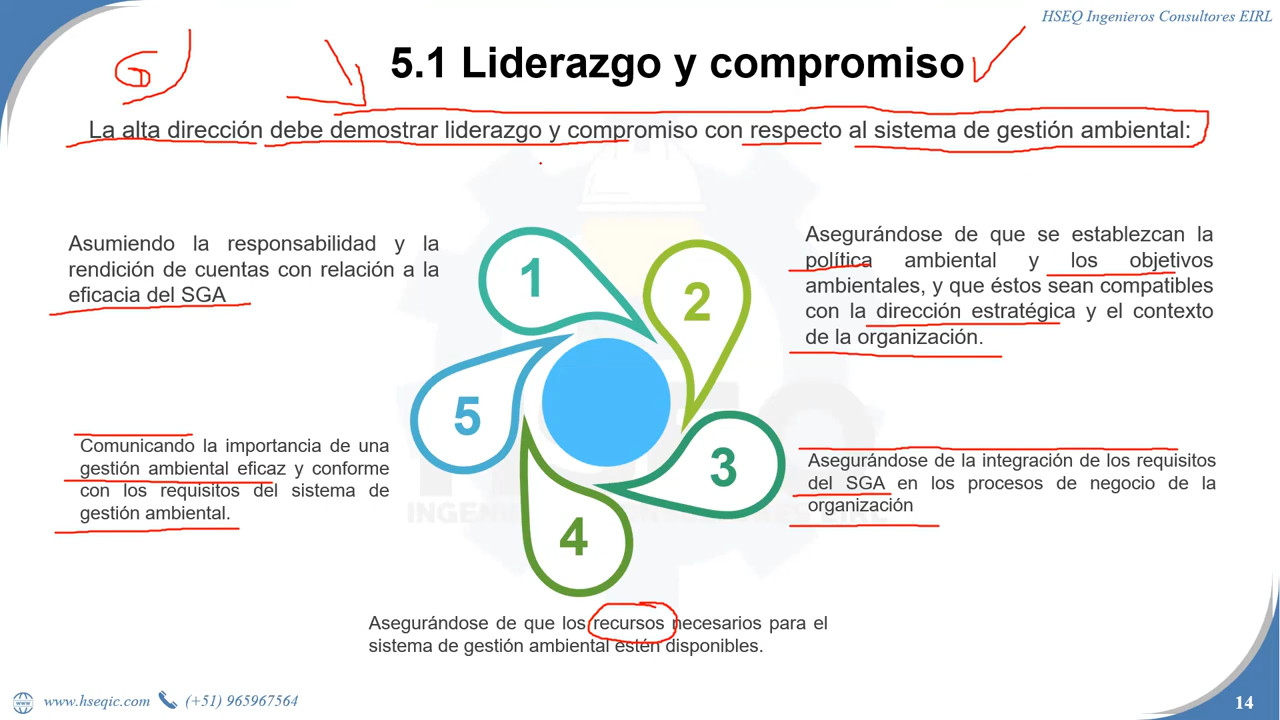 HSEQ Ingenieros Consultores EIRL
5.1 Liderazgo y compromiso
La alta dirección debe demostrar liderazgo y compromiso con respecto al sistema de gestión ambiental:
Asumiendo la responsabilidad y la
rendición de cuentas con relación a la
eficacia del SGA
1
2
Asegurándose de que se establezcan la
política ambiental y los objetivos
ambientales, y que éstos sean compatibles
con la dirección estratégica y el contexto
de la organización.
5
Comunicando la importancia de una
gestión ambiental eficaz y conforme
con los requisitos del sistema de
gestión ambiental.
3
Asegurándose de la integración de los requisitos
del SGA en los procesos de negocio de la
organización
4
Asegurándose de que los recursos necesarios para el
sistema de gestión ambiental estén disponibles.
www.hseqic.com (+51) 965967564
14